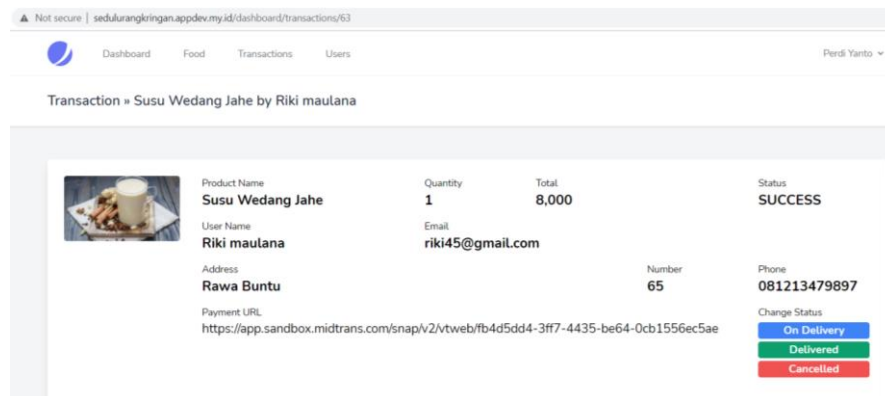 Not secure | sedulurangkringan.appdev.my.id/dashboard/transactions/63
Dashboard Food Transactions Users Perdi Yanto
Transaction » Susu Wedang Jahe by Riki maulana
Product Name Quantity Total Status
Susu Wedang Jahe 1 8,000 SUCCESS
User Name Email
Riki maulana riki45@gmail.com
Address Number Phone
Rawa Buntu 65 081213479897
Payment URL Change Status
https://app.sandbox.midtrans.com/snap/v2/vtweb/fb4d5dd4-3ff7-4435-be64-0cb1556ec5ae
On Delivery
Delivered
Cancelled